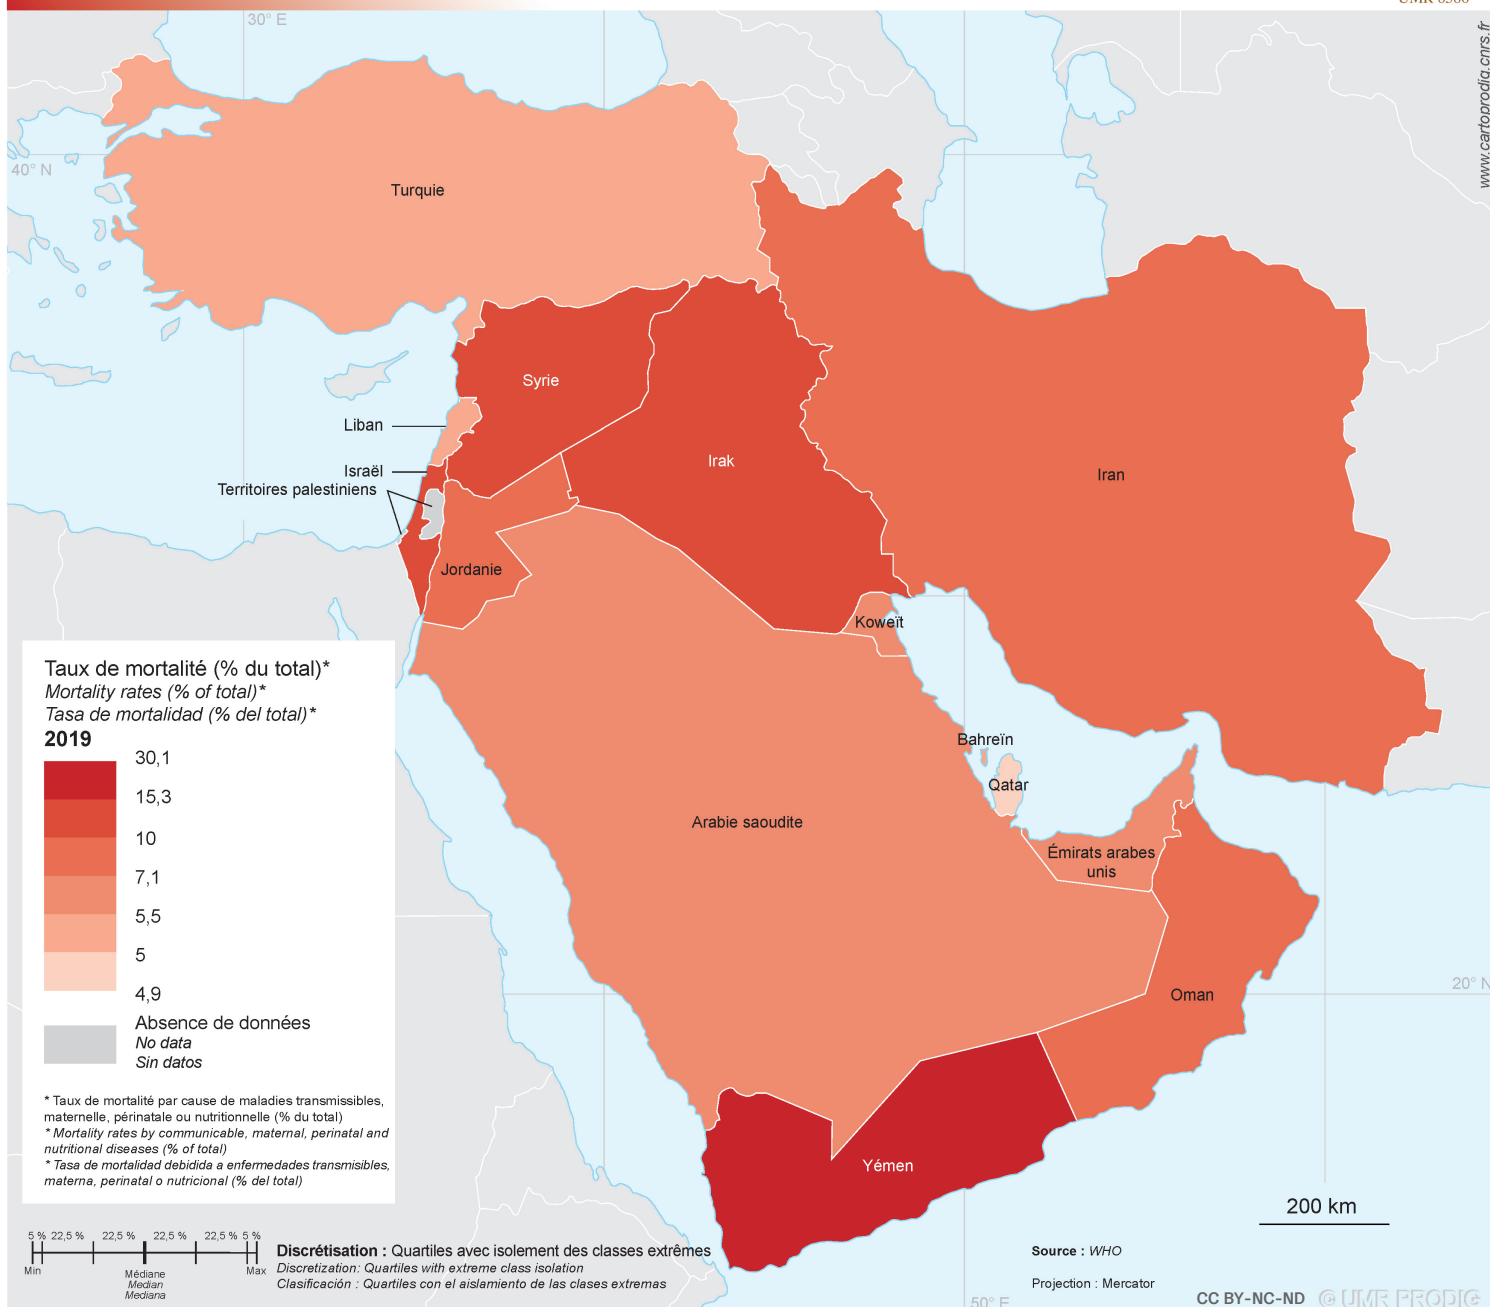 30° E
www.cartoprodig.cnrs.fr
40° N
Turquie
Syrie
Liban
Irak
Israël
Iran
Territoires palestiniens
Jordanie
Koweït
Bahreïn
Qatar
Arabie saoudite
Émirats arabes
unis
Oman
20° N
Yémen
Taux de mortalité (% du total)*
Mortality rates (% of total)*
Tasa de mortalidad (% del total)*
2019
30,1
15,3
10
7,1
5,5
5
4,9
Absence de données
No data
Sin datos
* Taux de mortalité par cause de maladies transmissibles,
maternelle, périnatale ou nutritionnelle (% du total)
* Mortality rates by communicable, maternal, perinatal and
nutritional diseases (% of total)
* Tasa de mortalidad debidida a enfermedades transmisibles,
materna, perinatal o nutricional (% del total)
200 km
5 % 22,5 % 22,5 % 22,5 % 22,5 % 5 %
Min
Max
Médiane
Median
Mediana
Discrétisation : Quartiles avec isolement des classes extrêmes
Discretization: Quartiles with extreme class isolation
Clasificación : Quartiles con el aislamiento de las clases extremas
Source : WHO
Projection : Mercator
50° E
CC BY-NC-ND © UMR PRODIG